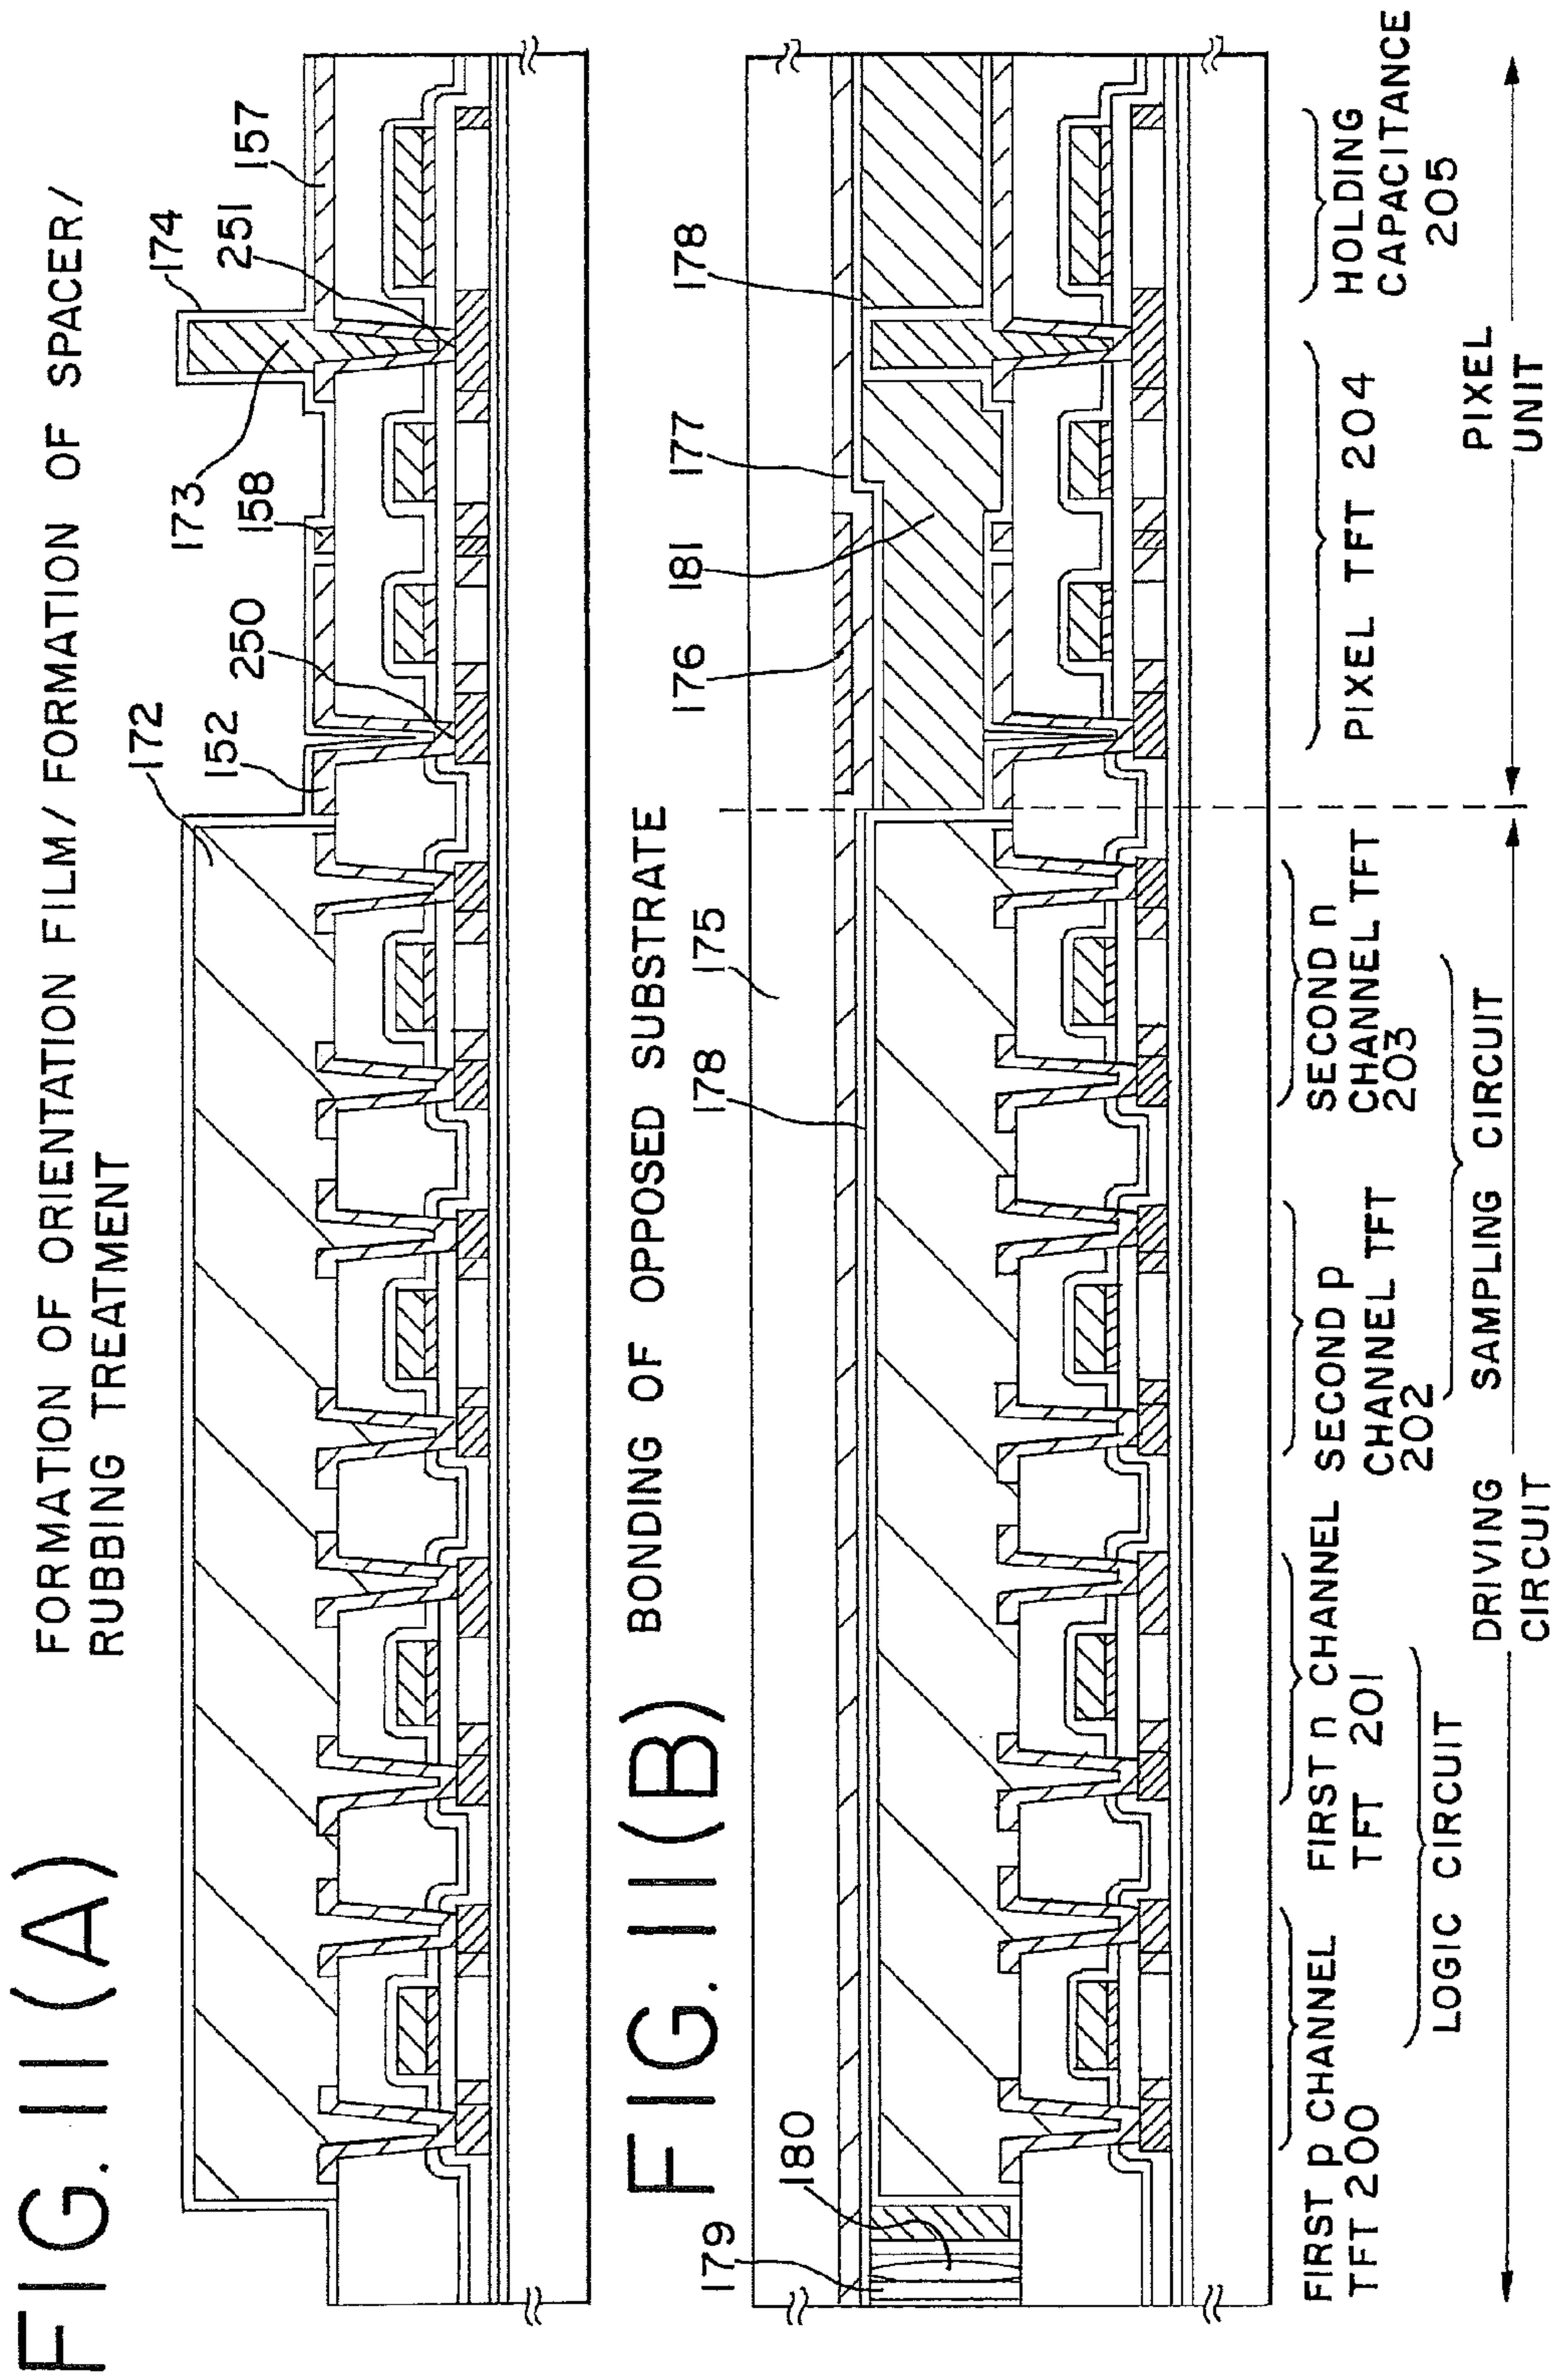 FIG. 11 (A)
FORMATION OF ORIENTATION FILM/ FORMATION OF SPACER/
RUBBING TREATMENT
172
152
250
158
173
174
251
157
FIG. 11 (B)
BONDING OF OPPOSED SUBSTRATE
179
180
178
175
176
181
177
178
FIRST p CHANNEL
TFT 200
FIRST n CHANNEL
TFT 201
SECOND p
CHANNEL TFT
202
SECOND n
CHANNEL TFT
203
PIXEL TFT 204
HOLDING
CAPACITANCE
205
LOGIC CIRCUIT
SAMPLING CIRCUIT
DRIVING
CIRCUIT
PIXEL
UNIT